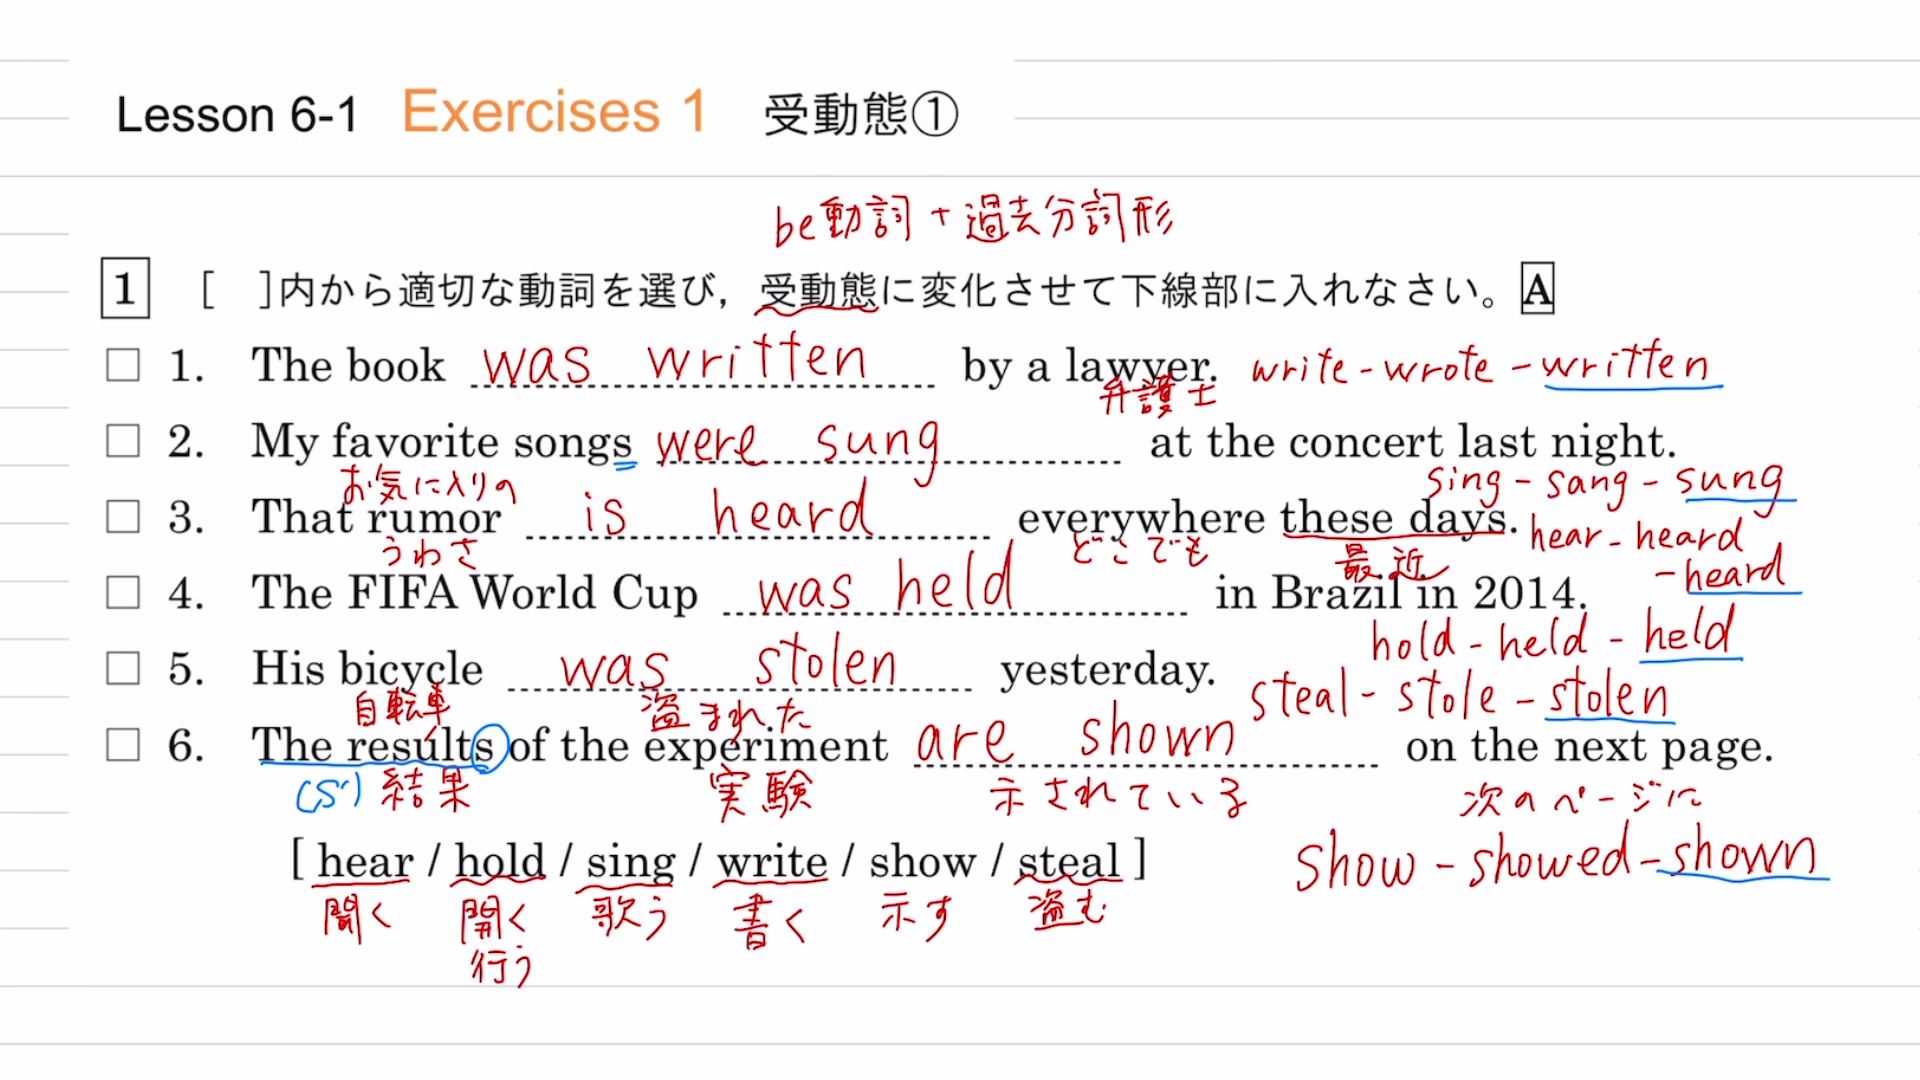 Lesson 6-1 Exercises 1 受動態①
be動詞 + 過去分詞形
1 [ ]内から適切な動詞を選び，受動態に変化させて下線部に入れなさい。A
□ 1. The book was written by a lawyer. write - wrote - written
弁護士
□ 2. My favorite songs were sung at the concert last night.
お気に入りの sing - sang - sung
□ 3. That rumor is heard everywhere these days. hear - heard
うわさ どこでも 最近 - heard
□ 4. The FIFA World Cup was held in Brazil in 2014.
hold - held - held
□ 5. His bicycle was stolen yesterday. steal - stole - stolen
自転車 盗まれた
□ 6. The results of the experiment are shown on the next page.
(S') 結果 実験 示されている 次のページに
[ hear / hold / sing / write / show / steal ] show - showed - shown
聞く 開く 歌う 書く 示す 盗む
行う